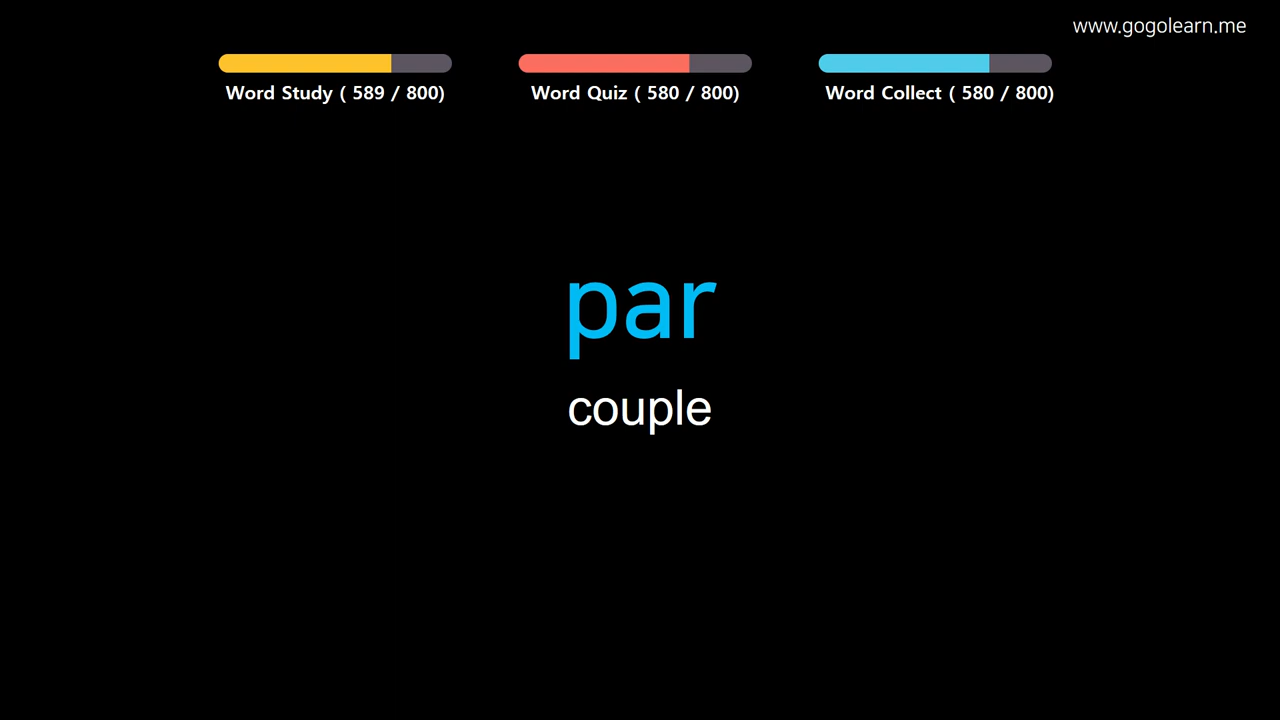 www.gogolearn.me
Word Study ( 589 / 800)
Word Quiz ( 580 / 800)
Word Collect ( 580 / 800)
par
couple